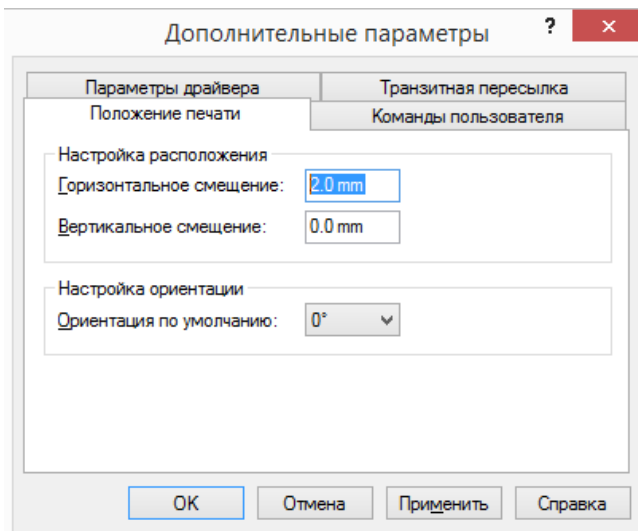 Дополнительные параметры ? ×
Параметры драйвера Транзитная пересылка
Положение печати Команды пользователя
Настройка расположения
Горизонтальное смещение: 2.0 mm
Вертикальное смещение: 0.0 mm
Настройка ориентации
Ориентация по умолчанию: 0°
OK Отмена Применить Справка